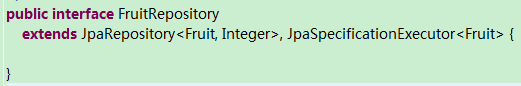 public interface FruitRepository
extends JpaRepository<Fruit, Integer>, JpaSpecificationExecutor<Fruit> {
}